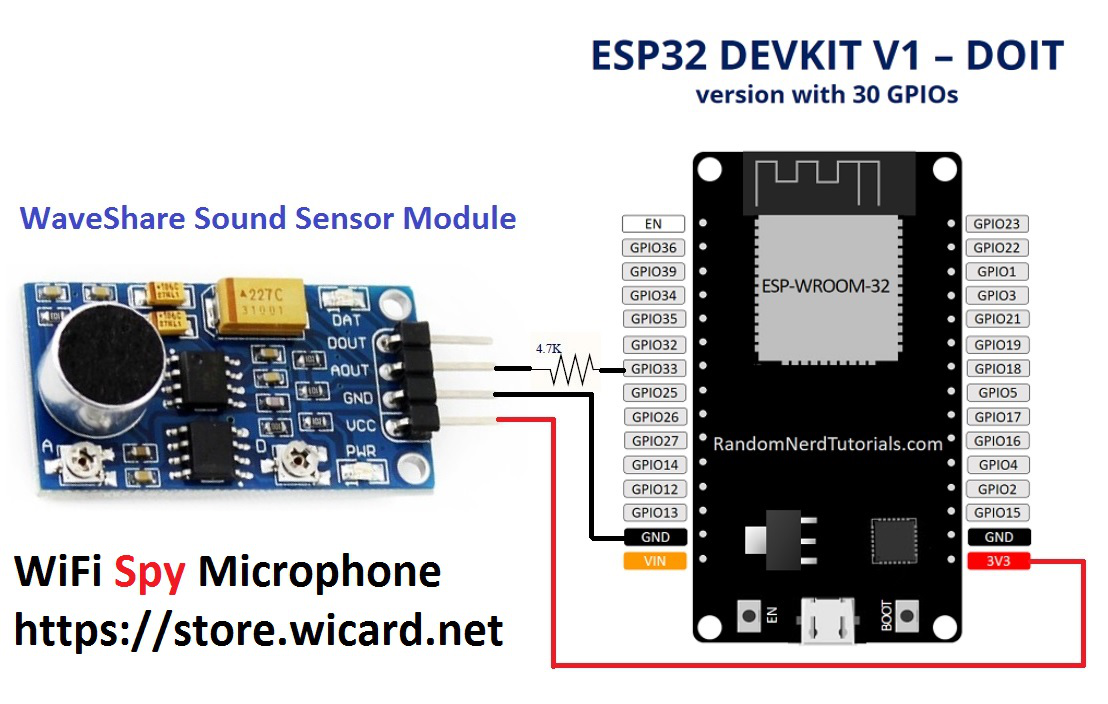 ESP32 DEVKIT V1 – DOIT
version with 30 GPIOs
WaveShare Sound Sensor Module
227C
31001
DAT
DOUT
AOUT
GND
VCC
PWR
A
D
4.7K
EN
GPIO36
GPIO39
GPIO34
GPIO35
GPIO32
GPIO33
GPIO25
GPIO26
GPIO27
GPIO14
GPIO12
GPIO13
GND
VIN
ESP-WROOM-32
RandomNerdTutorials.com
EN
BOOT
GPIO23
GPIO22
GPIO1
GPIO3
GPIO21
GPIO19
GPIO18
GPIO5
GPIO17
GPIO16
GPIO4
GPIO2
GPIO15
GND
3V3
WiFi Spy Microphone
https://store.wicard.net